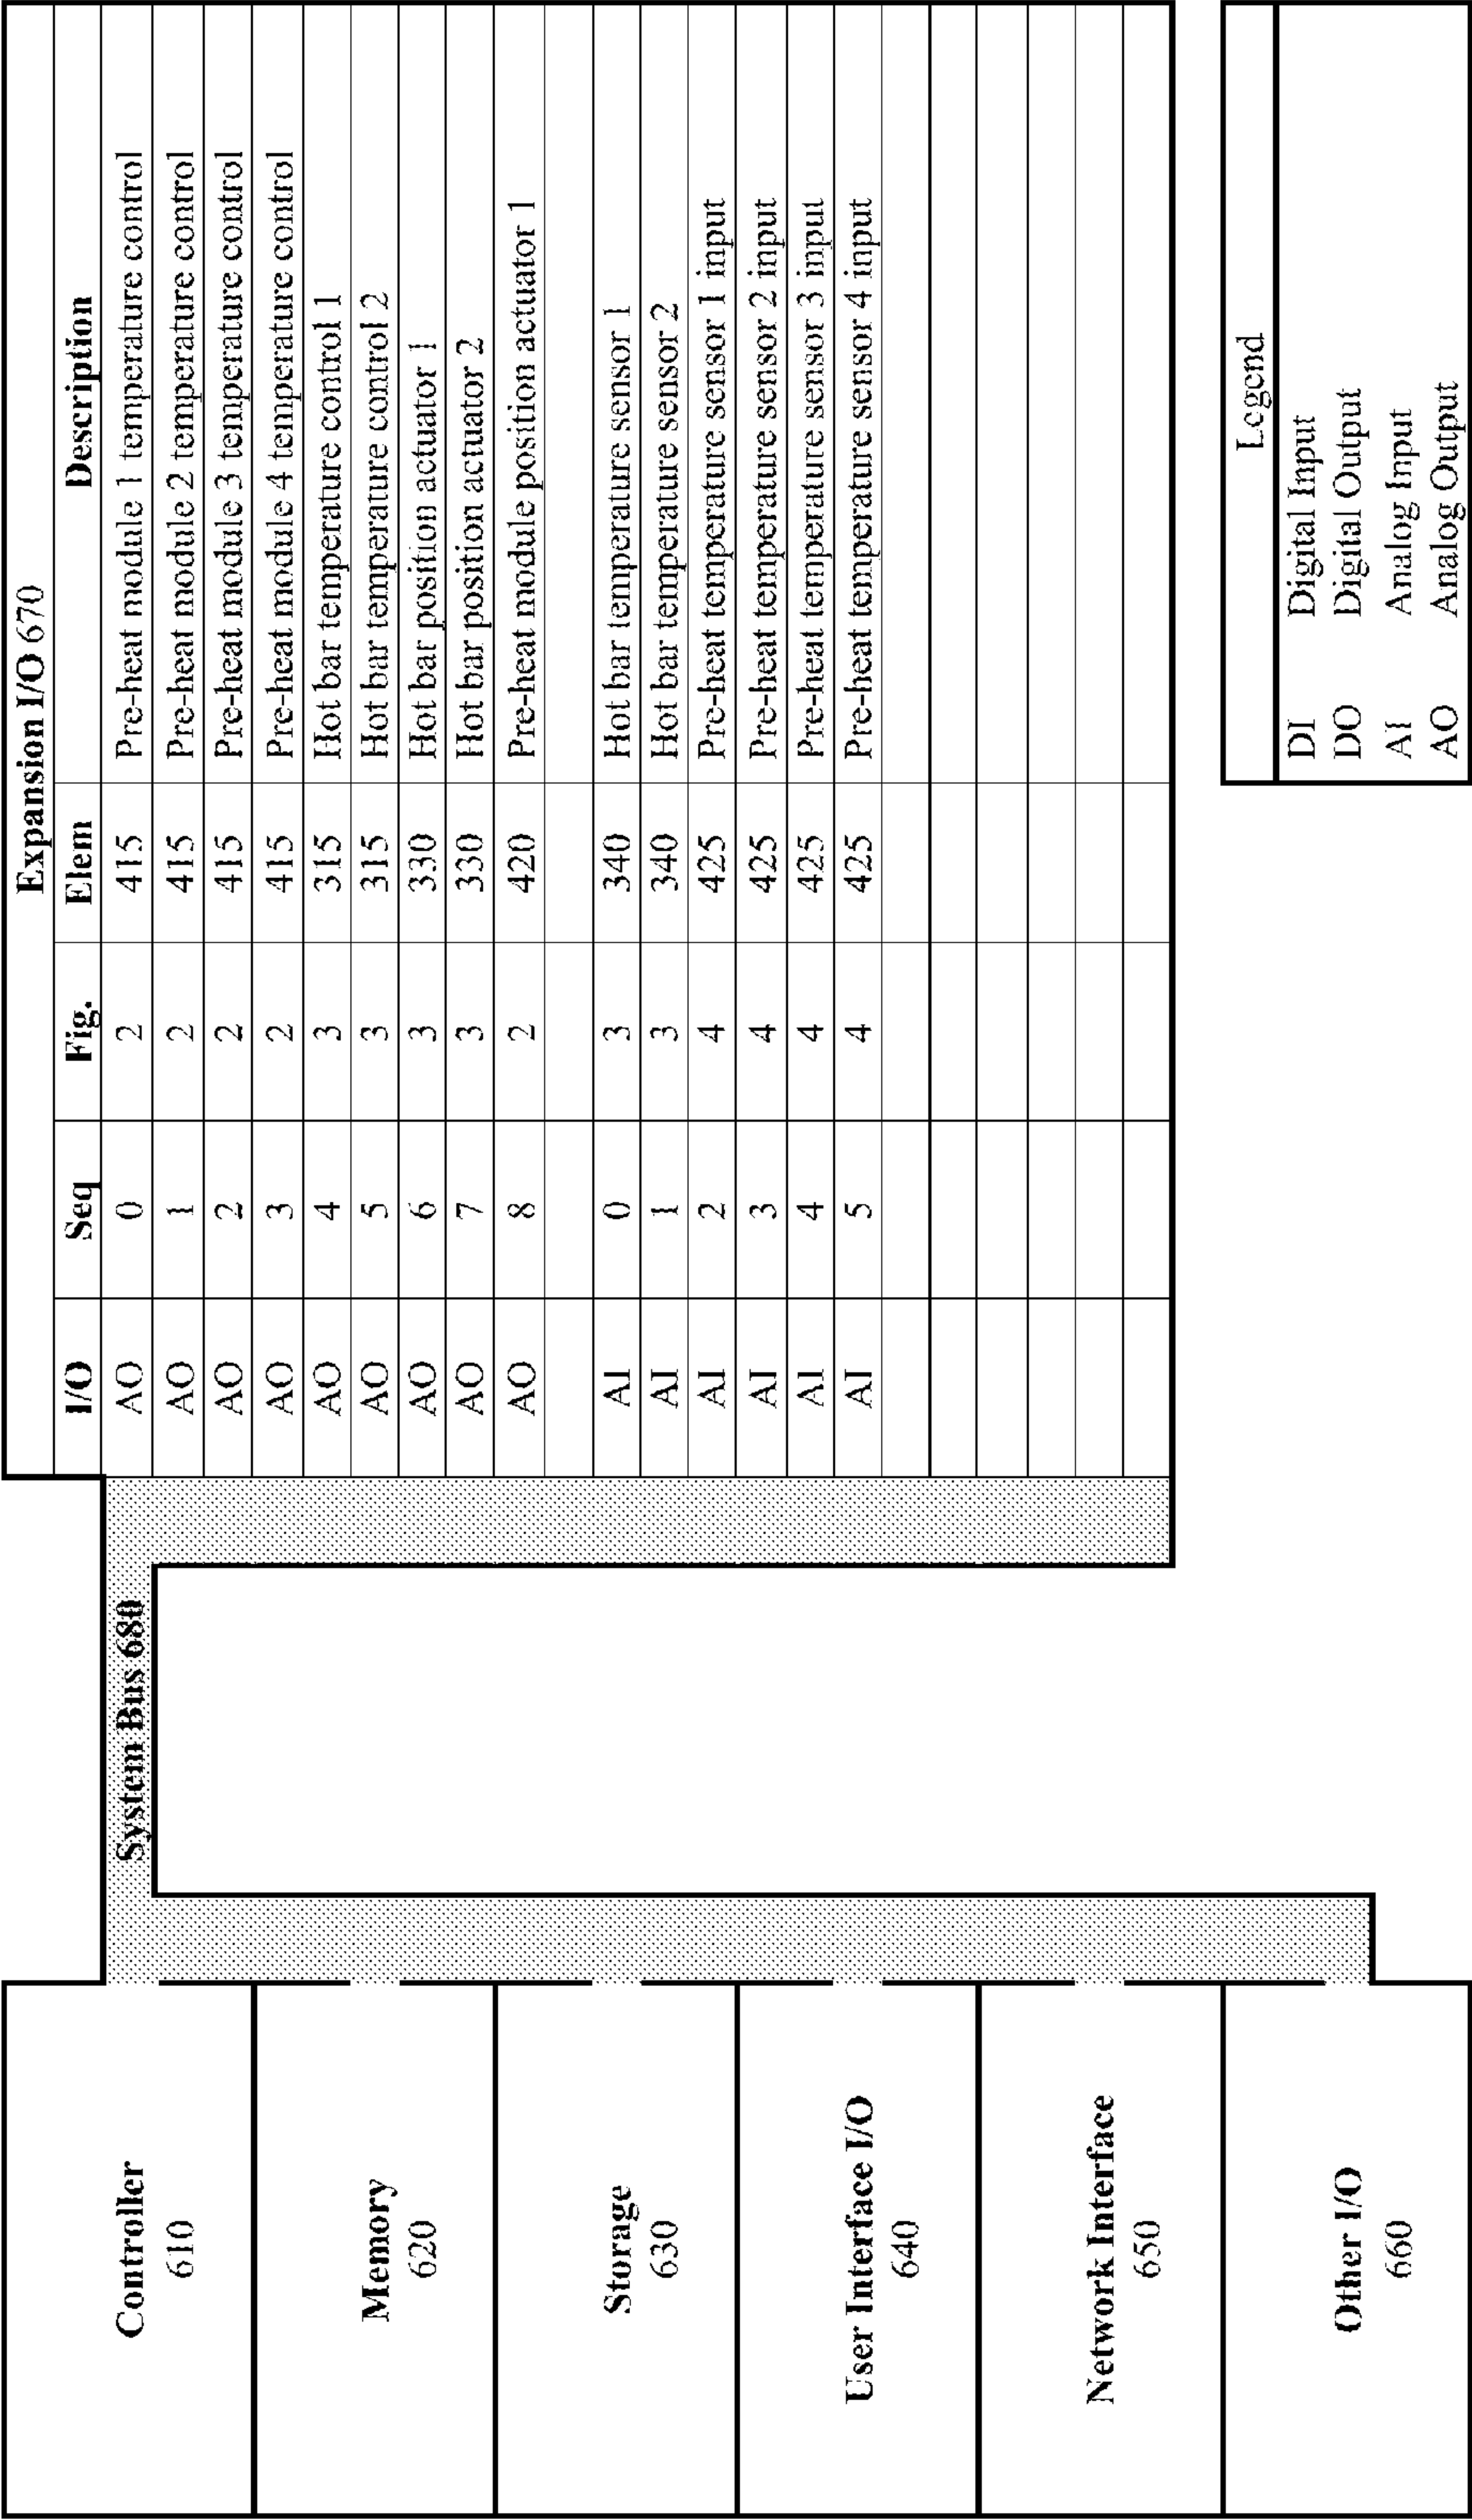 Controller
610
Memory
620
Storage
630
User Interface I/O
640
Network Interface
650
Other I/O
660
System Bus 680
Expansion I/O 670
I/O Seq Fig. Elem Description
AO 0 2 415 Pre-heat module 1 temperature control
AO 1 2 415 Pre-heat module 2 temperature control
AO 2 2 415 Pre-heat module 3 temperature control
AO 3 2 415 Pre-heat module 4 temperature control
AO 4 3 315 Hot bar temperature control 1
AO 5 3 315 Hot bar temperature control 2
AO 6 3 330 Hot bar position actuator 1
AO 7 3 330 Hot bar position actuator 2
AO 8 2 420 Pre-heat module position actuator 1
AI 0 3 340 Hot bar temperature sensor 1
AI 1 3 340 Hot bar temperature sensor 2
AI 2 4 425 Pre-heat temperature sensor 1 input
AI 3 4 425 Pre-heat temperature sensor 2 input
AI 4 4 425 Pre-heat temperature sensor 3 input
AI 5 4 425 Pre-heat temperature sensor 4 input
Legend
DI Digital Input
DO Digital Output
AI Analog Input
AO Analog Output